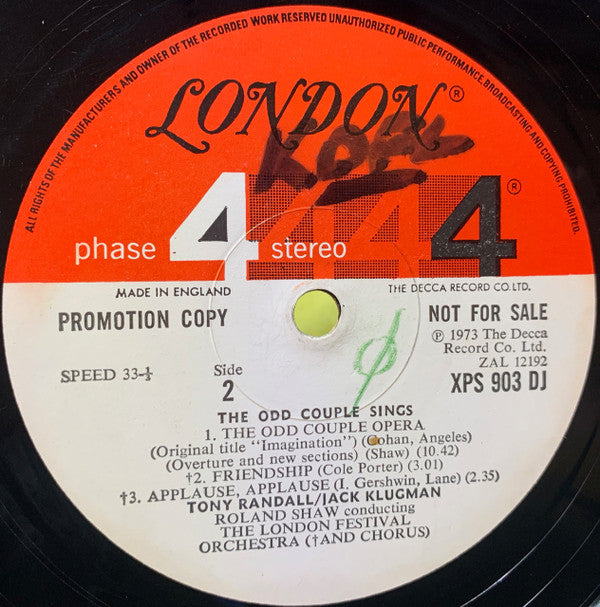 ALL RIGHTS OF THE MANUFACTURERS AND OWNER OF THE RECORDED WORK RESERVED UNAUTHORIZED PUBLIC PERFORMANCE, BROADCASTING AND COPYING PROHIBITED.
LONDON®
phase 4 stereo 444®
MADE IN ENGLAND
THE DECCA RECORD CO. LTD.
PROMOTION COPY
NOT FOR SALE
℗ 1973 The Decca
Record Co. Ltd.
ZAL 12192
SPEED 33-⅓
Side
2
XPS 903 DJ
THE ODD COUPLE SINGS
1. THE ODD COUPLE OPERA
(Original title "Imagination") (Cohan, Angeles)
(Overture and new sections) (Shaw) (10.42)
†2. FRIENDSHIP (Cole Porter) (3.01)
†3. APPLAUSE, APPLAUSE (I. Gershwin, Lane) (2.35)
TONY RANDALL/JACK KLUGMAN
ROLAND SHAW conducting
THE LONDON FESTIVAL
ORCHESTRA (†AND CHORUS)